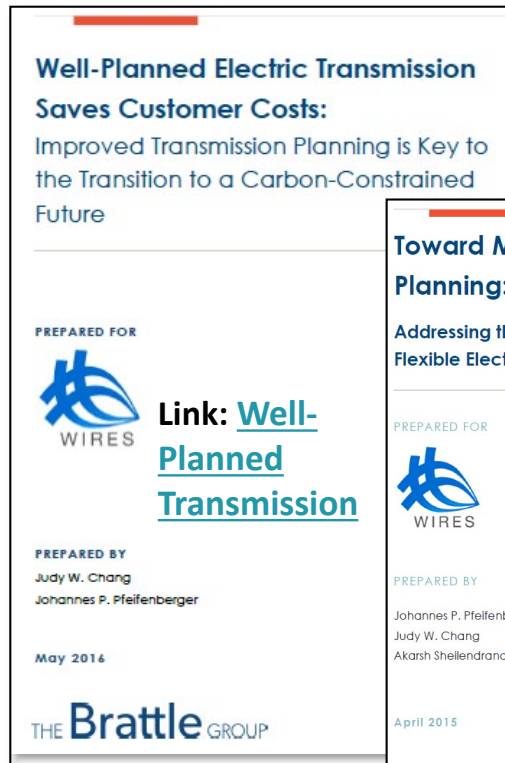 Well-Planned Electric Transmission
Saves Customer Costs:
Improved Transmission Planning is Key to
the Transition to a Carbon-Constrained
Future
PREPARED FOR
WIRES
Link: Well-
Planned
Transmission
PREPARED BY
Judy W. Chang
Johannes P. Pfeifenberger
May 2016
THE Brattle GROUP
Toward
Planning:
Addressing
Flexible
PREPARED FOR
WIRES
PREPARED BY
Johannes P.
Judy W. Chang
Akarsh
April 2015